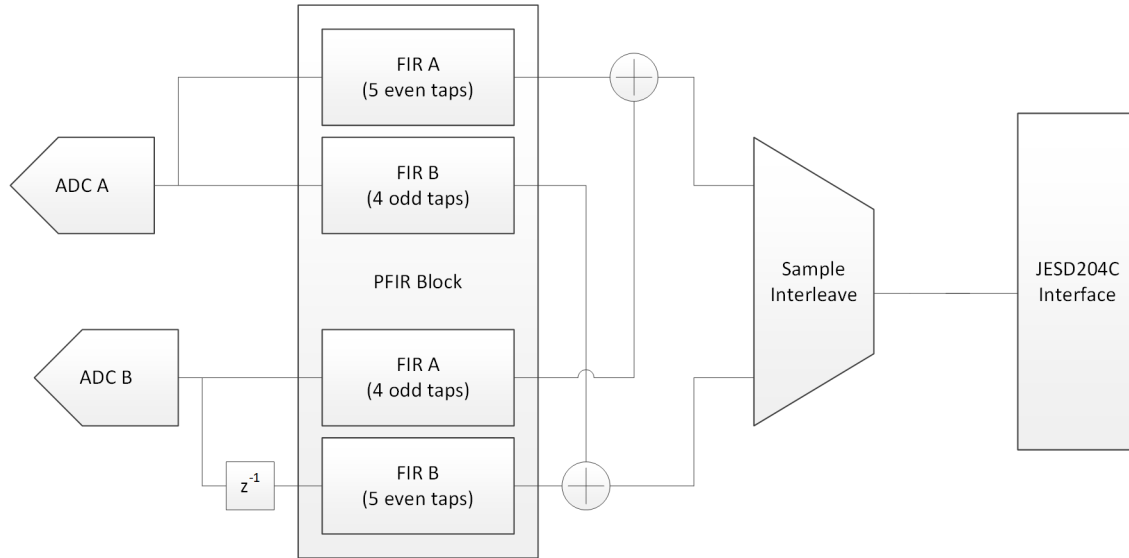 FIR A
(5 even taps)
ADC A
FIR B
(4 odd taps)
PFIR Block
Sample
Interleave
JESD204C
Interface
ADC B
FIR A
(4 odd taps)
z⁻¹
FIR B
(5 even taps)